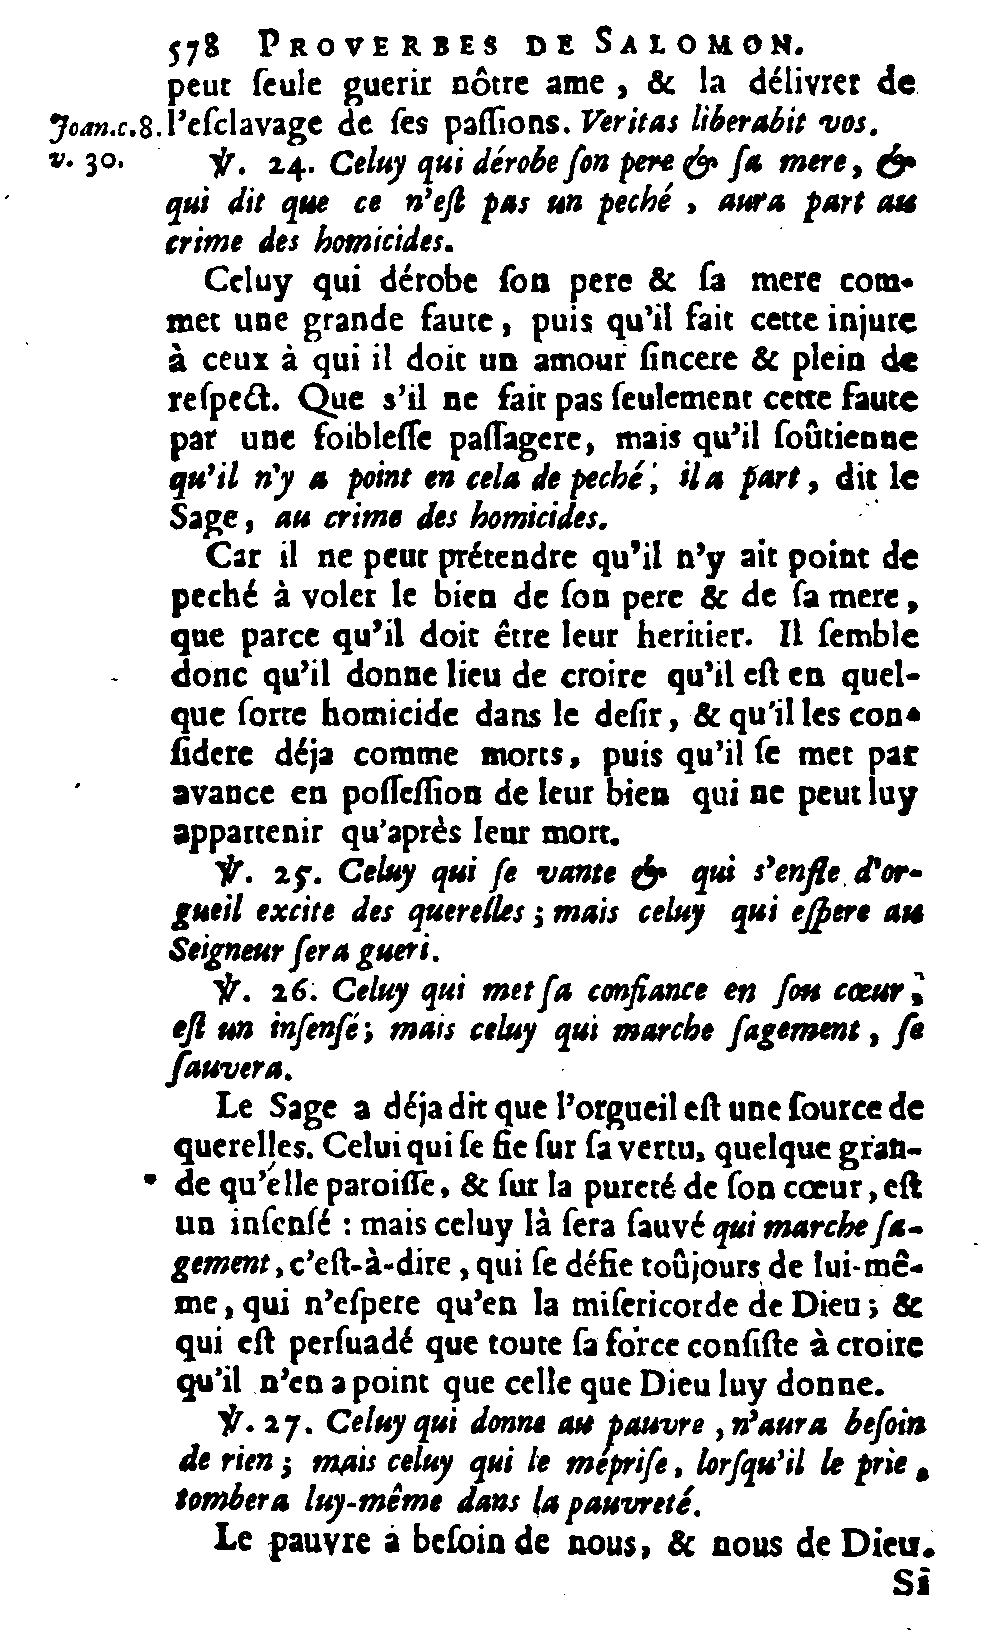 578 PROVERBES DE SALOMON.
peut ſeule guerir nôtre ame , & la délivrer de
Joan.c.8. l'eſclavage de ſes paſſions. Veritas liberabit vos.
v. 30. ℣. 24. Celuy qui dérobe ſon pere & ſa mere, &
qui dit que ce n'eſt pas un peché , aura part au
crime des homicides.
Celuy qui dérobe ſon pere & ſa mere com-
met une grande faute, puis qu'il fait cette injure
à ceux à qui il doit un amour ſincere & plein de
reſpect. Que s'il ne fait pas ſeulement cette faute
par une foibleſſe paſſagere, mais qu'il ſoûtienne
qu'il n'y a point en cela de peché, il a part, dit le
Sage, au crime des homicides.
Car il ne peut prétendre qu'il n'y ait point de
peché à voler le bien de ſon pere & de ſa mere,
que parce qu'il doit être leur heritier. Il ſemble
donc qu'il donne lieu de croire qu'il eſt en quel-
que ſorte homicide dans le deſir, & qu'il les con-
ſidere déja comme morts, puis qu'il ſe met par
avance en poſſeſſion de leur bien qui ne peut luy
appartenir qu'après leur mort.
℣. 25. Celuy qui ſe vante & qui s'enfle d'or-
gueil excite des querelles ; mais celuy qui eſpere au
Seigneur ſera gueri.
℣. 26. Celuy qui met ſa confiance en ſon cœur,
eſt un inſenſé ; mais celuy qui marche ſagement , ſe
ſauvera.
Le Sage a déja dit que l'orgueil eſt une ſource de
querelles. Celui qui ſe fie ſur ſa vertu, quelque gran-
de qu'elle paroiſſe, & ſur la pureté de ſon cœur, eſt
un inſenſé : mais celuy là ſera ſauvé qui marche ſa-
gement, c'eſt-à-dire , qui ſe défie toûjours de lui-mê-
me, qui n'eſpere qu'en la miſericorde de Dieu ; &
qui eſt perſuadé que toute ſa force conſiſte à croire
qu'il n'en a point que celle que Dieu luy donne.
℣. 27. Celuy qui donne au pauvre , n'aura beſoin
de rien ; mais celuy qui le mépriſe, lorſqu'il le prie,
tombera luy-même dans la pauvreté.
Le pauvre a beſoin de nous, & nous de Dieu.
Si